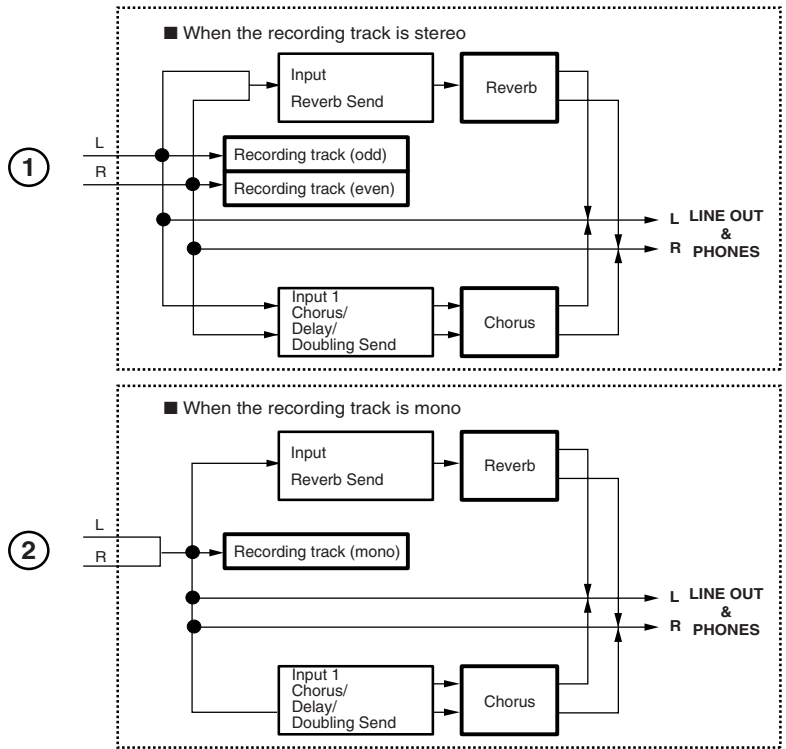 ■ When the recording track is stereo
Input
Reverb Send
Reverb
1
L
R
Recording track (odd)
Recording track (even)
L LINE OUT
&
R PHONES
Input 1
Chorus/
Delay/
Doubling Send
Chorus
■ When the recording track is mono
Input
Reverb Send
Reverb
2
L
R
Recording track (mono)
L LINE OUT
&
R PHONES
Input 1
Chorus/
Delay/
Doubling Send
Chorus